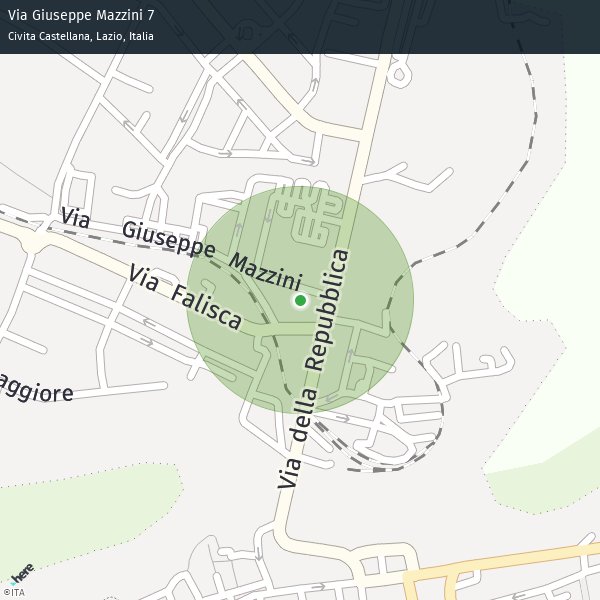 Via Giuseppe Mazzini 7
Civita Castellana, Lazio, Italia
Via Giuseppe Mazzini
Via Falisca
Via della Repubblica
aggiore
here
©ITA